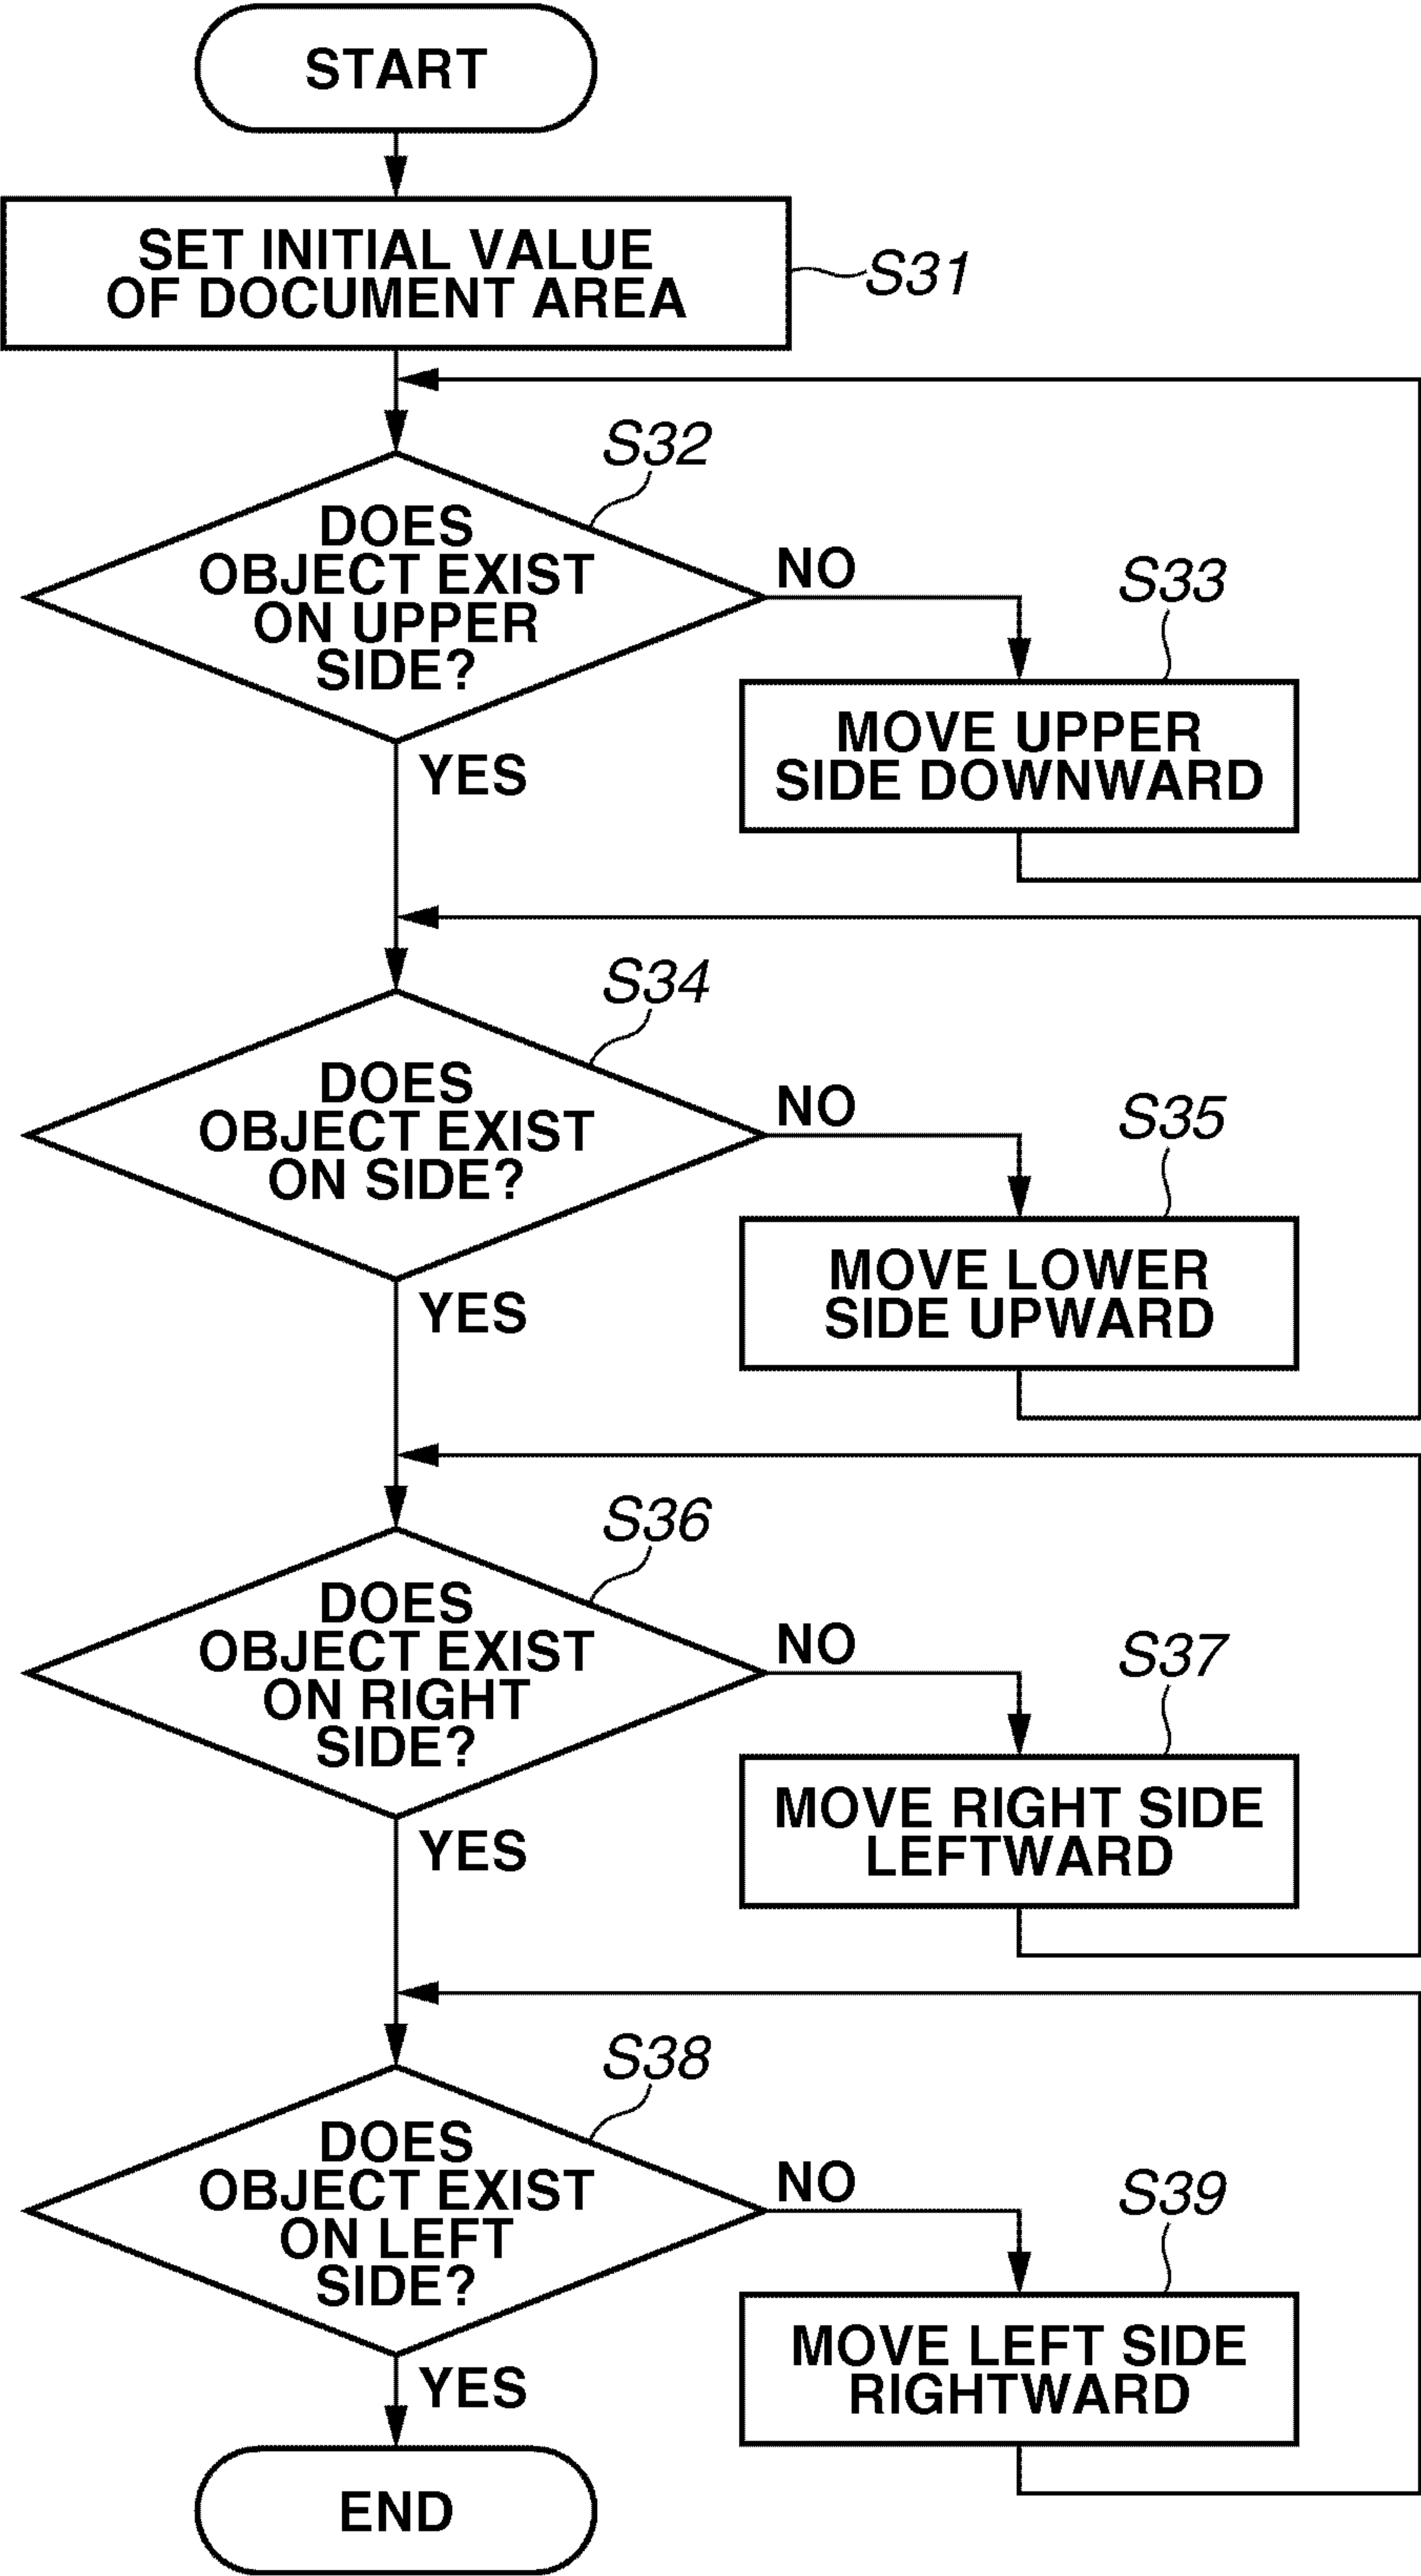 START
SET INITIAL VALUE
OF DOCUMENT AREA
S31
S32
DOES
OBJECT EXIST
ON UPPER
SIDE?
NO
YES
S33
MOVE UPPER
SIDE DOWNWARD
S34
DOES
OBJECT EXIST
ON SIDE?
NO
YES
S35
MOVE LOWER
SIDE UPWARD
S36
DOES
OBJECT EXIST
ON RIGHT
SIDE?
NO
YES
S37
MOVE RIGHT SIDE
LEFTWARD
S38
DOES
OBJECT EXIST
ON LEFT
SIDE?
NO
YES
S39
MOVE LEFT SIDE
RIGHTWARD
END